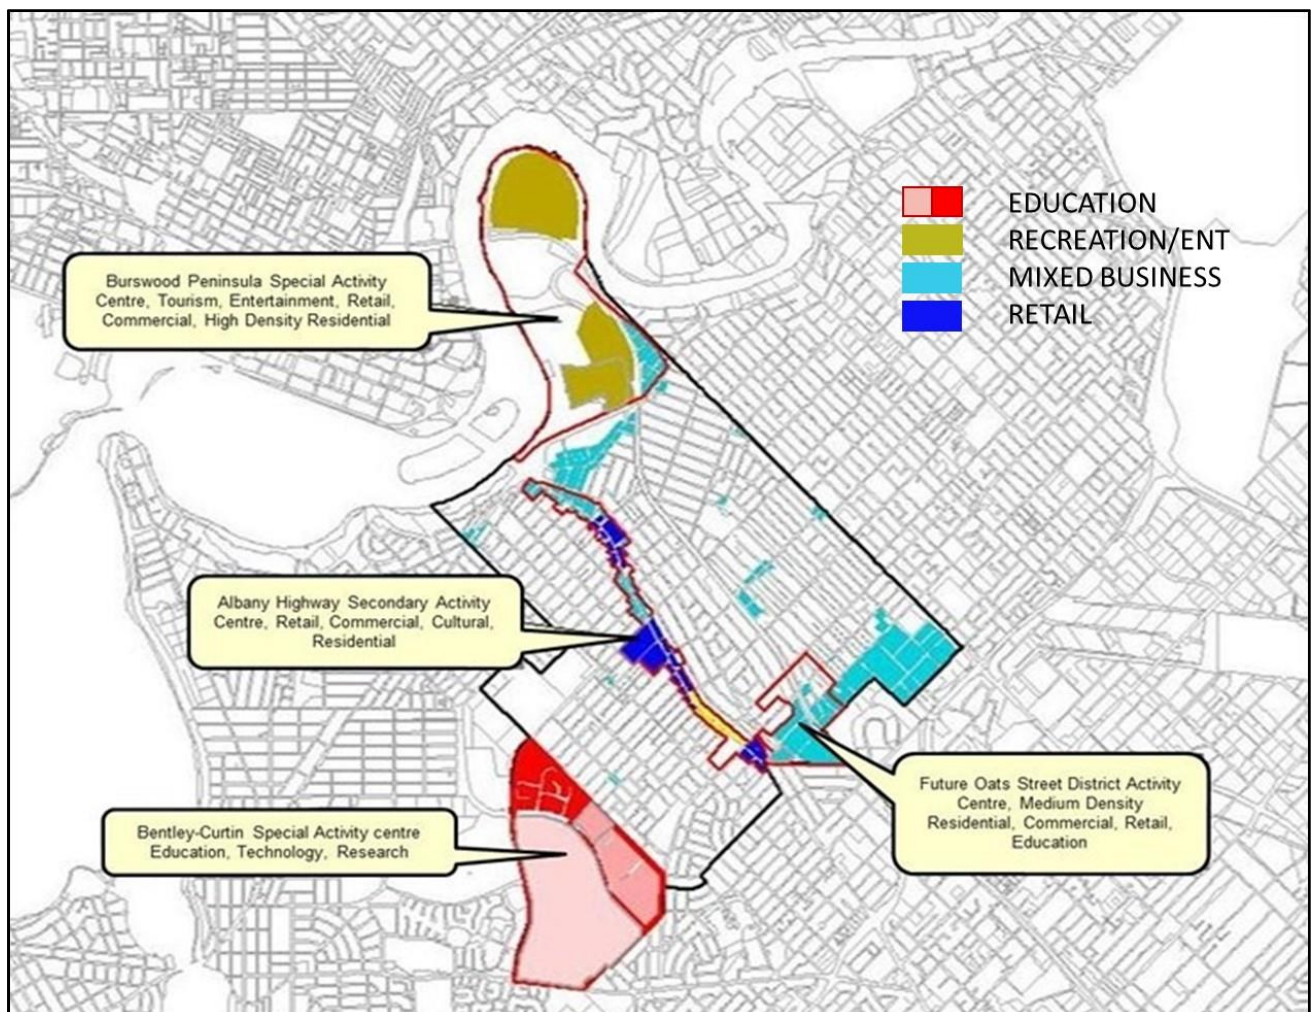 EDUCATION
RECREATION/ENT
MIXED BUSINESS
RETAIL
Burswood Peninsula Special Activity
Centre, Tourism, Entertainment, Retail,
Commercial, High Density Residential
Albany Highway Secondary Activity
Centre, Retail, Commercial, Cultural,
Residential
Future Oats Street District Activity
Centre, Medium Density
Residential, Commercial, Retail,
Education
Bentley-Curtin Special Activity centre
Education, Technology, Research